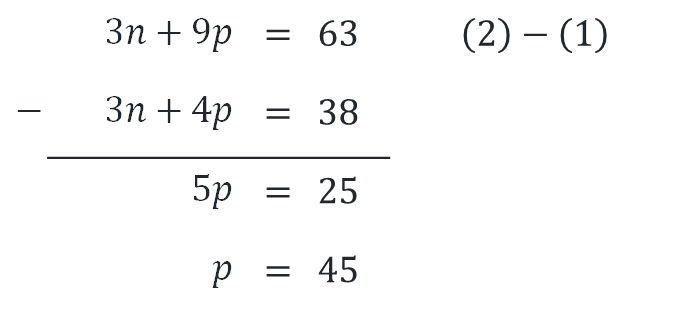 3n + 9p = 63 (2) − (1)
− 3n + 4p = 38
5p = 25
p = 45